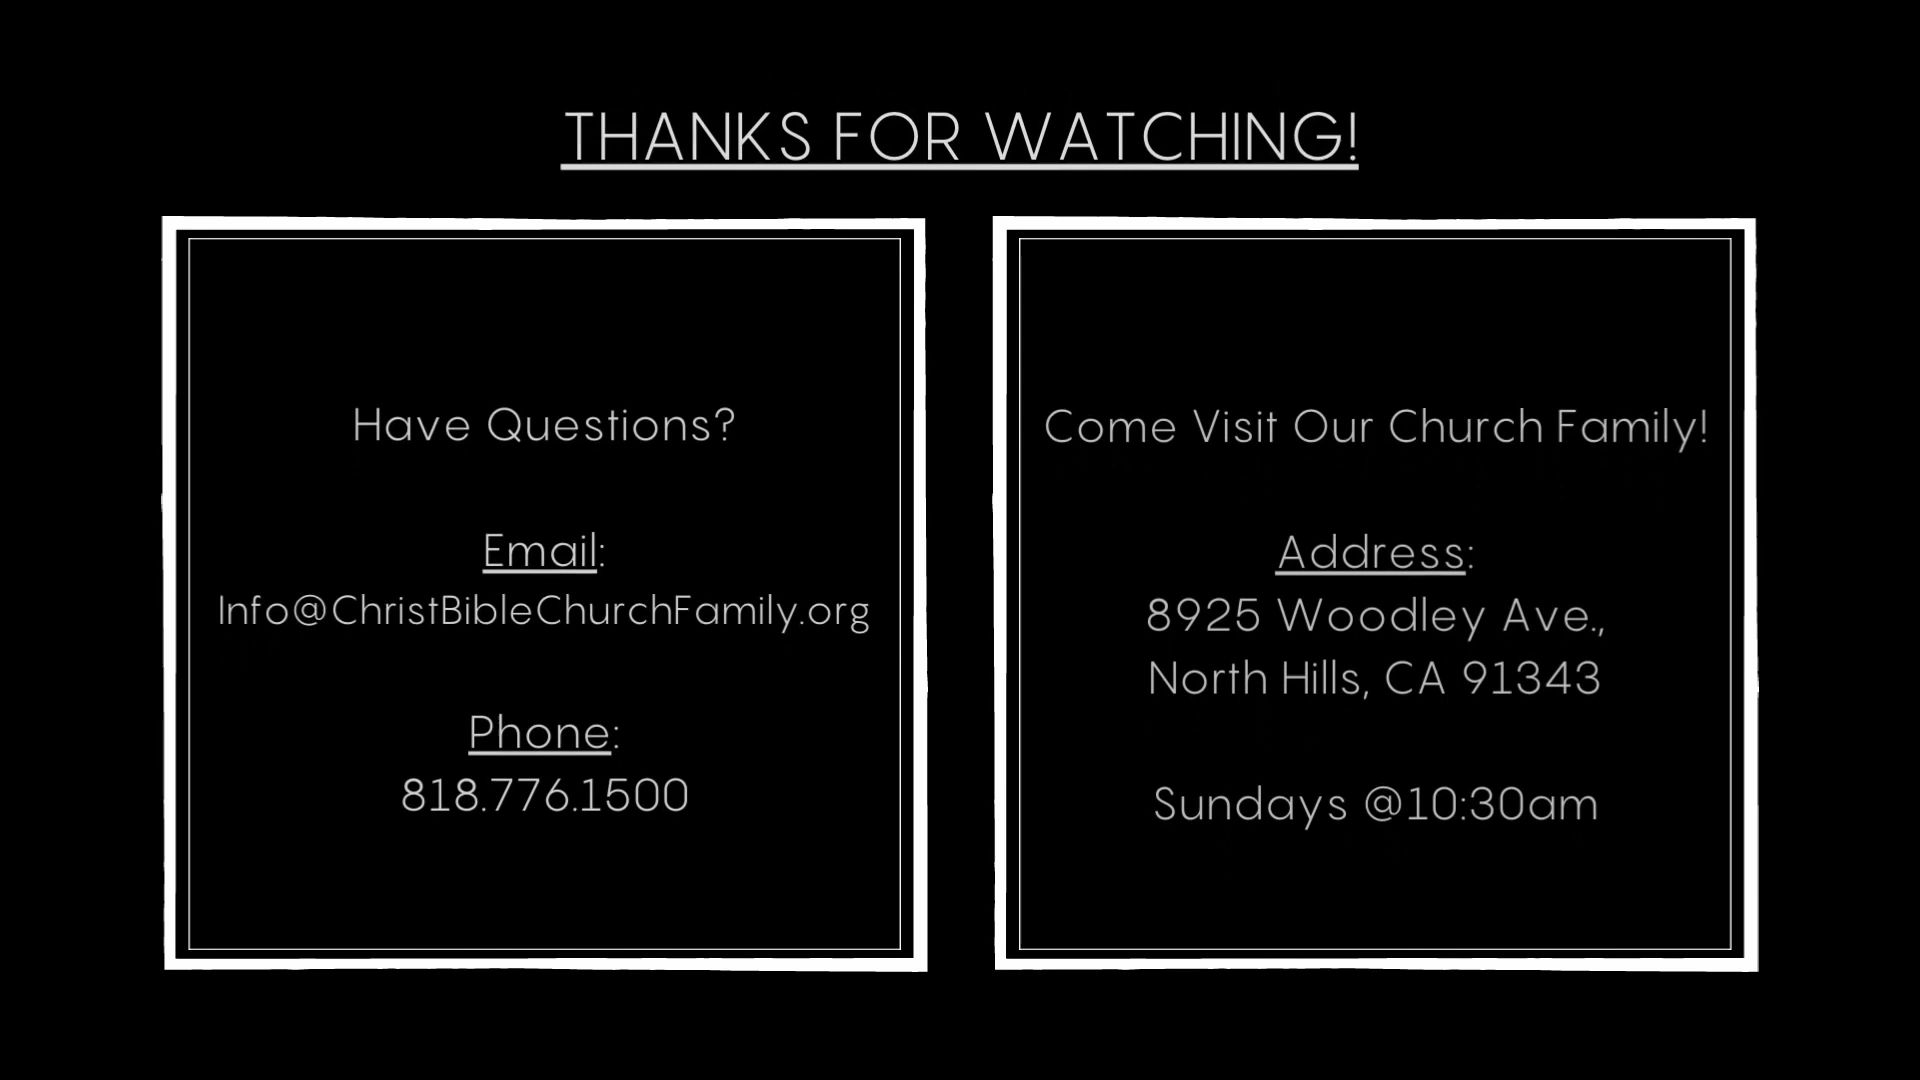 THANKS FOR WATCHING!
Have Questions?
Email:
Info@ChristBibleChurchFamily.org
Phone:
818.776.1500
Come Visit Our Church Family!
Address:
8925 Woodley Ave.,
North Hills, CA 91343
Sundays @10:30am